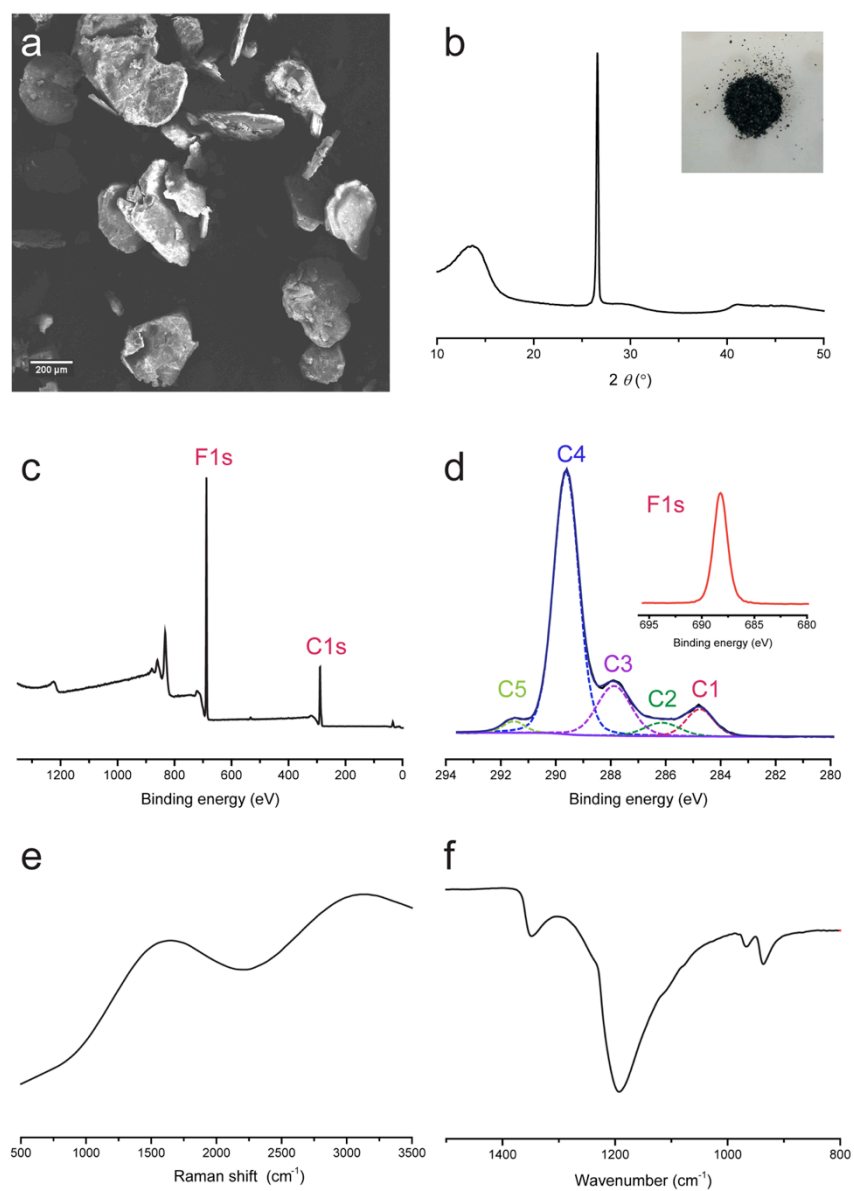 a
200 μm
b
10 20 30 40 50
2 θ (°)
c
F1s
C1s
1200 1000 800 600 400 200 0
Binding energy (eV)
d
C4
F1s
695 690 685 680
Binding energy (eV)
C5
C3
C2
C1
294 292 290 288 286 284 282 280
Binding energy (eV)
e
500 1000 1500 2000 2500 3000 3500
Raman shift (cm⁻¹)
f
1400 1200 1000 800
Wavenumber (cm⁻¹)